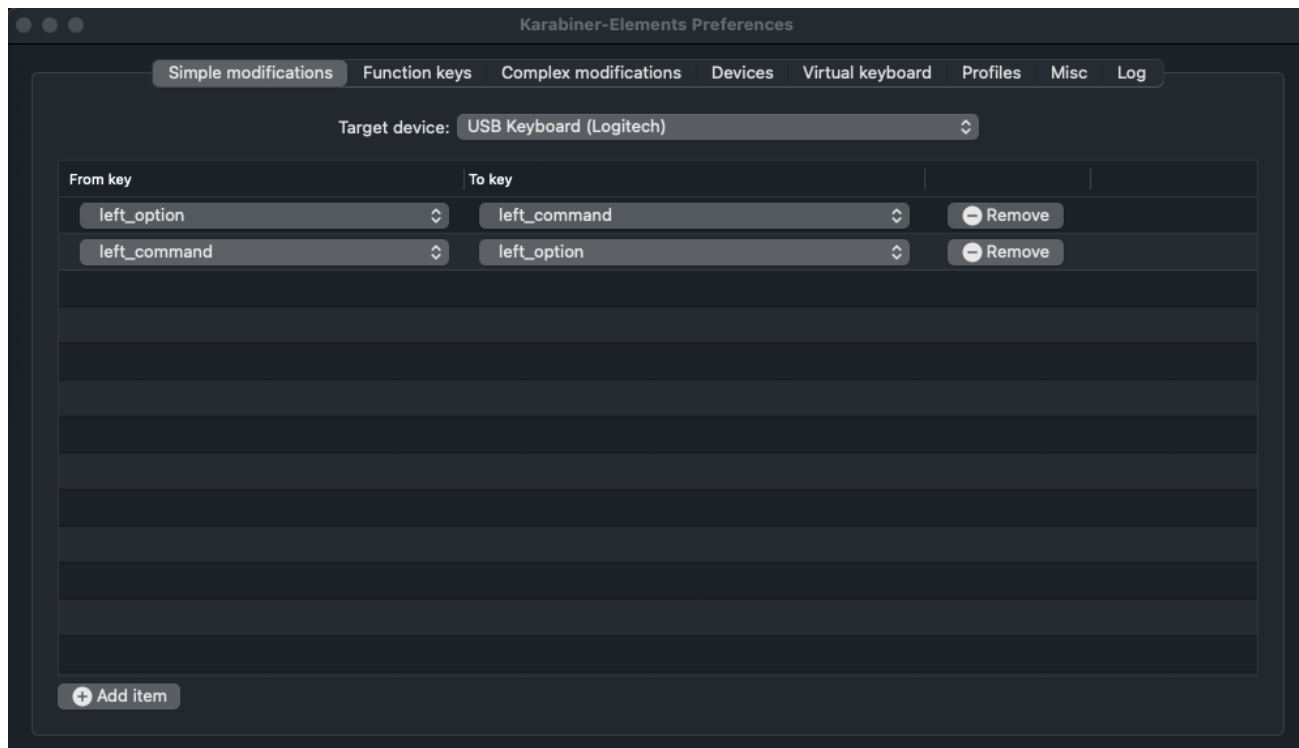 Karabiner-Elements Preferences
Simple modifications Function keys Complex modifications Devices Virtual keyboard Profiles Misc Log
Target device: USB Keyboard (Logitech)
From key To key
left_option left_command Remove
left_command left_option Remove
Add item